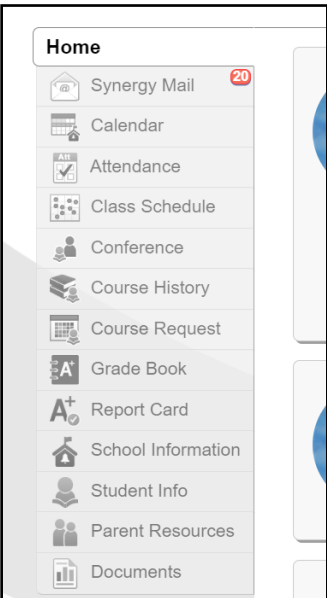 Home
Synergy Mail 20
Calendar
Att
Attendance
Class Schedule
Conference
Course History
Course Request
A+ Grade Book
A+ Report Card
School Information
Student Info
Parent Resources
Documents